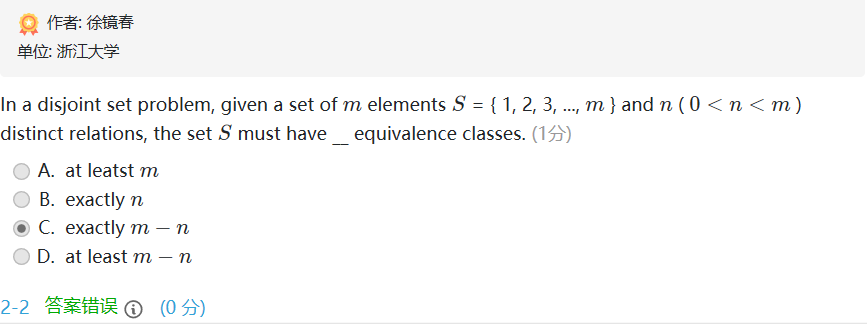 作者: 徐镜春
单位: 浙江大学
In a disjoint set problem, given a set of m elements S = { 1, 2, 3, ..., m } and n ( 0 < n < m )
distinct relations, the set S must have __ equivalence classes. (1分)
A. at leatst m
B. exactly n
C. exactly m − n
D. at least m − n
2-2 答案错误 (0 分)